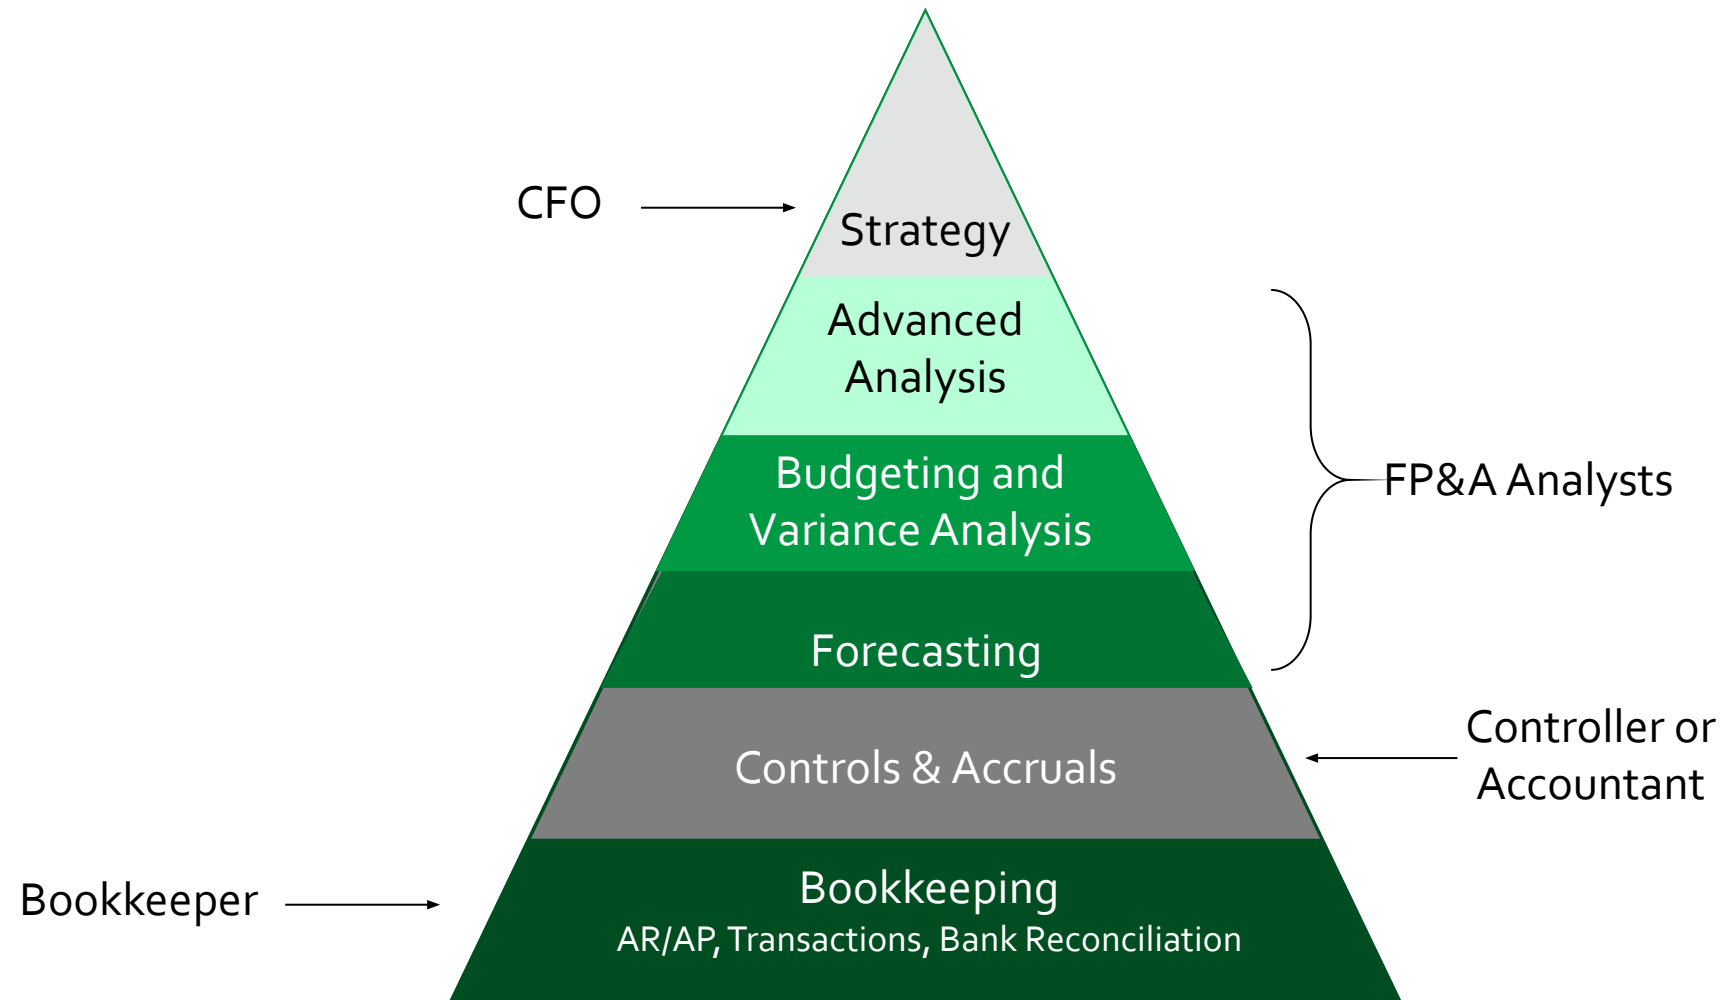 CFO
Strategy
Advanced
Analysis
Budgeting and
Variance Analysis
FP&A Analysts
Forecasting
Controls & Accruals
Controller or
Accountant
Bookkeeper
Bookkeeping
AR/AP, Transactions, Bank Reconciliation